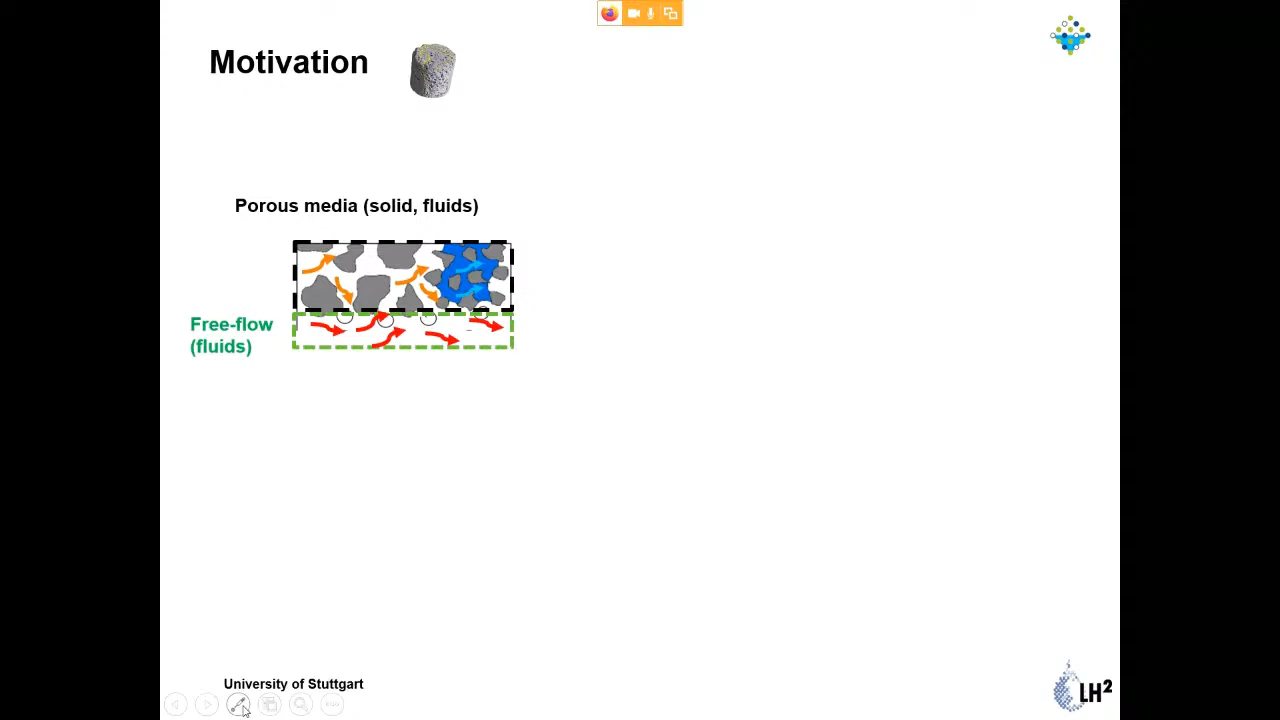 Motivation
Porous media (solid, fluids)
Free-flow
(fluids)
University of Stuttgart
LH²